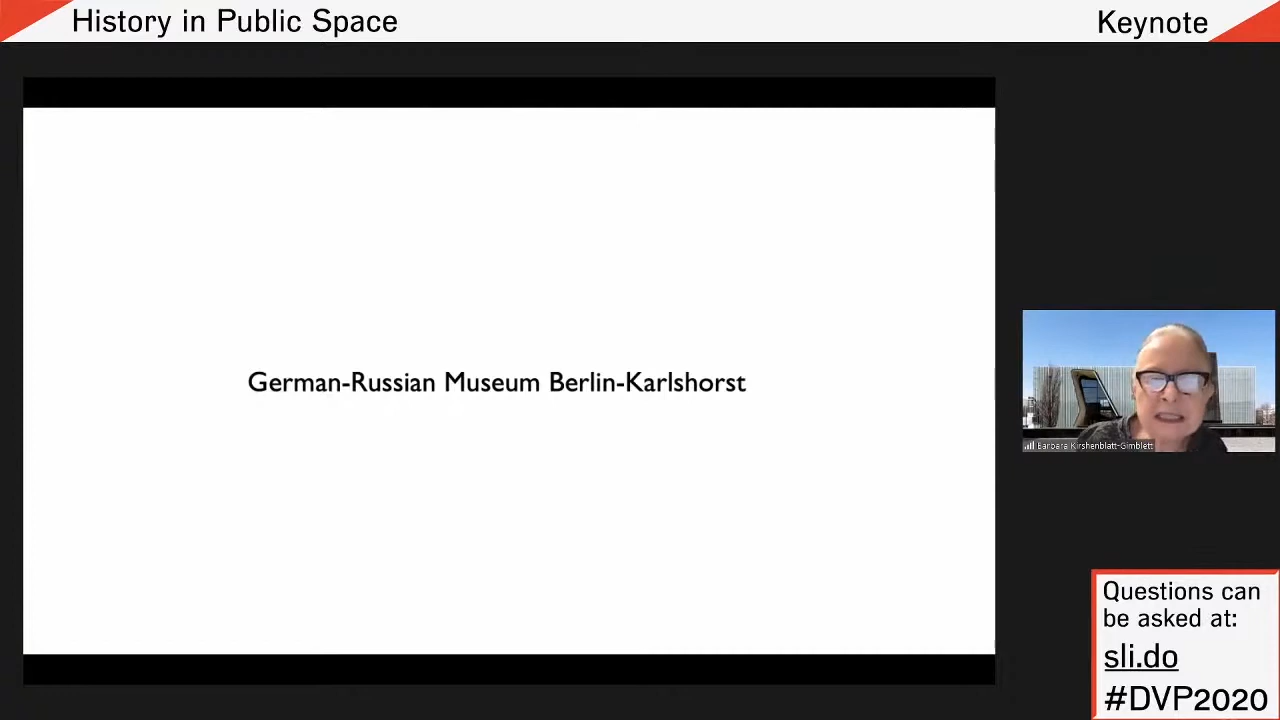 History in Public Space
Keynote
German-Russian Museum Berlin-Karlshorst
Barbara Kirshenblatt-Gimblett
Questions can
be asked at:
sli.do
#DVP2020